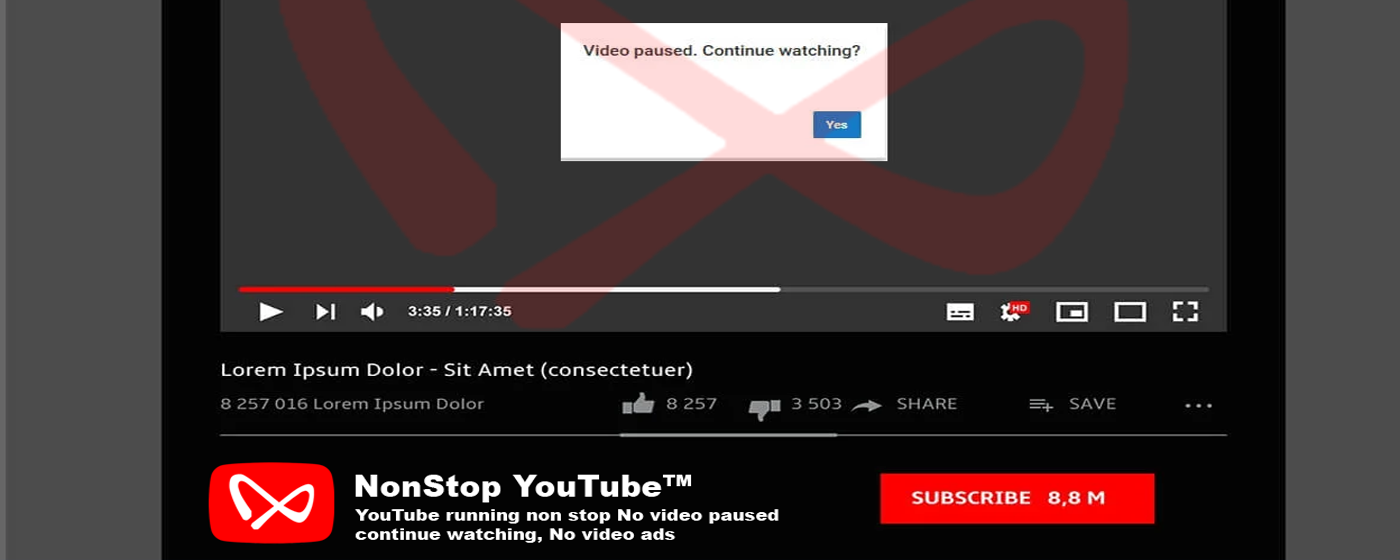 Video paused. Continue watching?
Yes
3:35 / 1:17:35
HD
Lorem Ipsum Dolor - Sit Amet (consectetuer)
8 257 016 Lorem Ipsum Dolor
8 257
3 503
SHARE
SAVE
NonStop YouTube™
YouTube running non stop No video paused
continue watching, No video ads
SUBSCRIBE 8,8 M